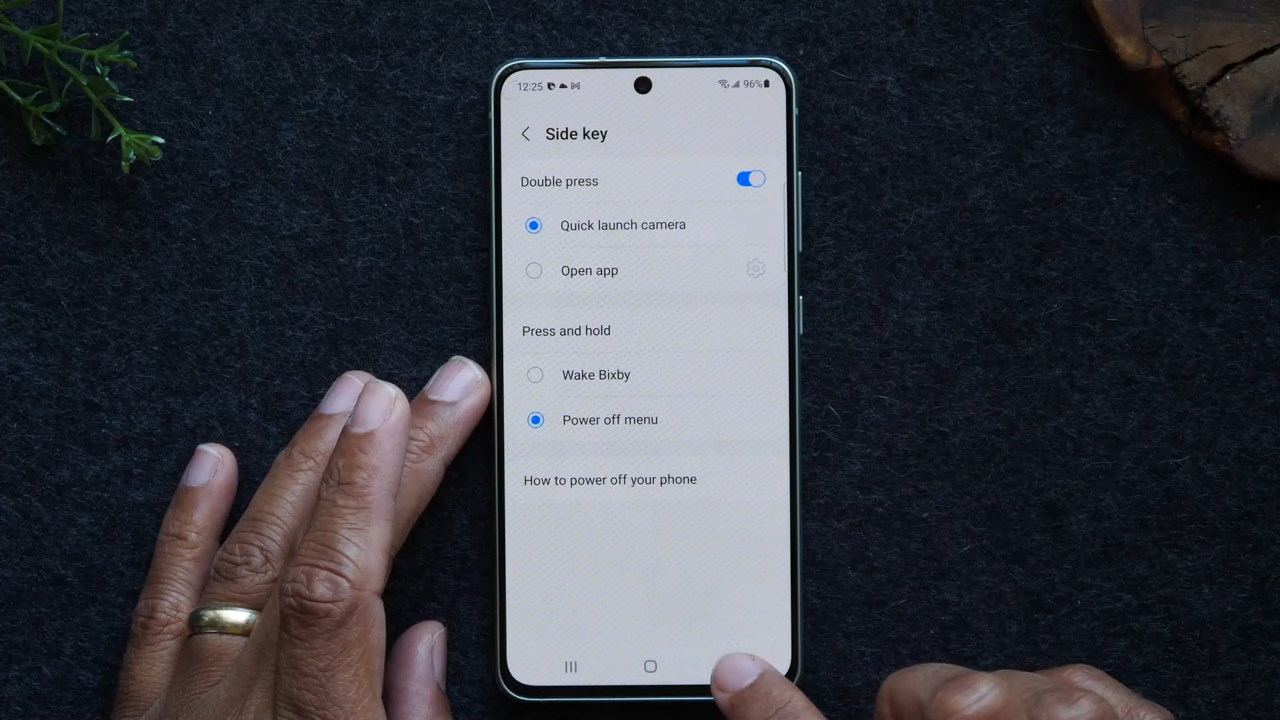 12:25 96%
Side key
Double press
Quick launch camera
Open app
Press and hold
Wake Bixby
Power off menu
How to power off your phone